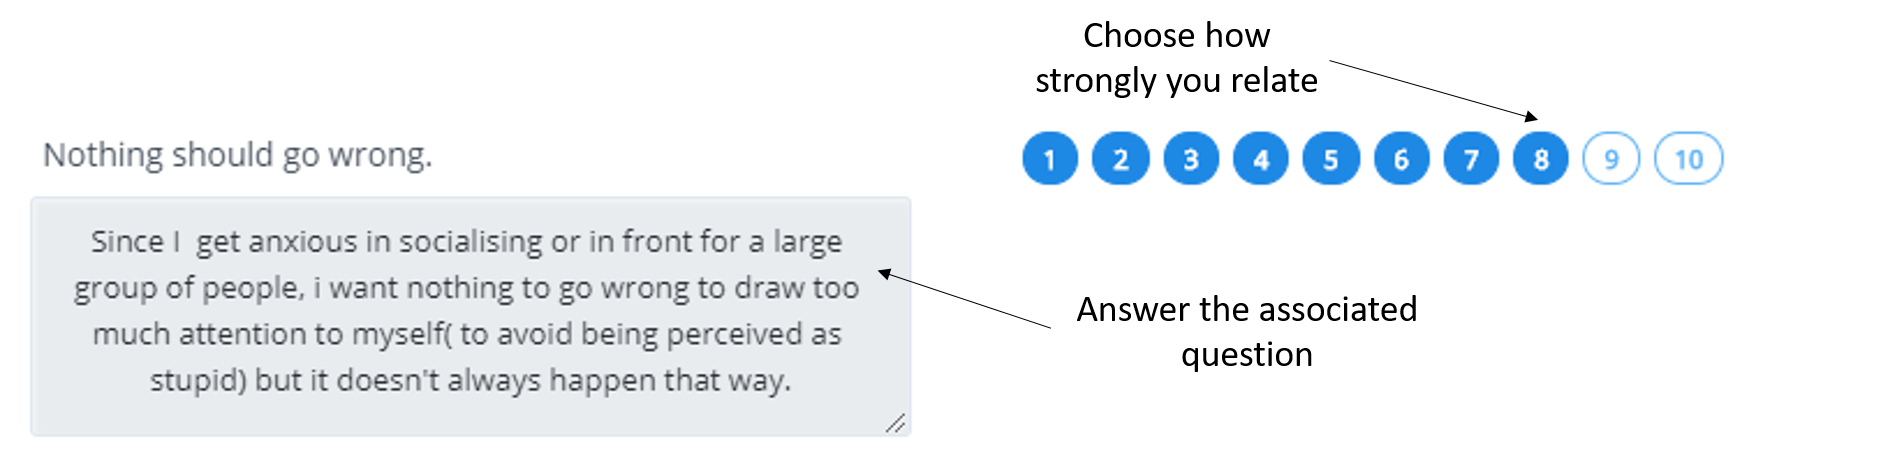 Choose how
strongly you relate
Nothing should go wrong.
1 2 3 4 5 6 7 8 9 10
Since I  get anxious in socialising or in front for a large
group of people, i want nothing to go wrong to draw too
much attention to myself( to avoid being perceived as
stupid) but it doesn't always happen that way.
Answer the associated
question